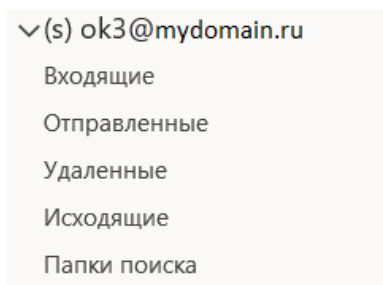 (s) ok3@mydomain.ru
Входящие
Отправленные
Удаленные
Исходящие
Папки поиска